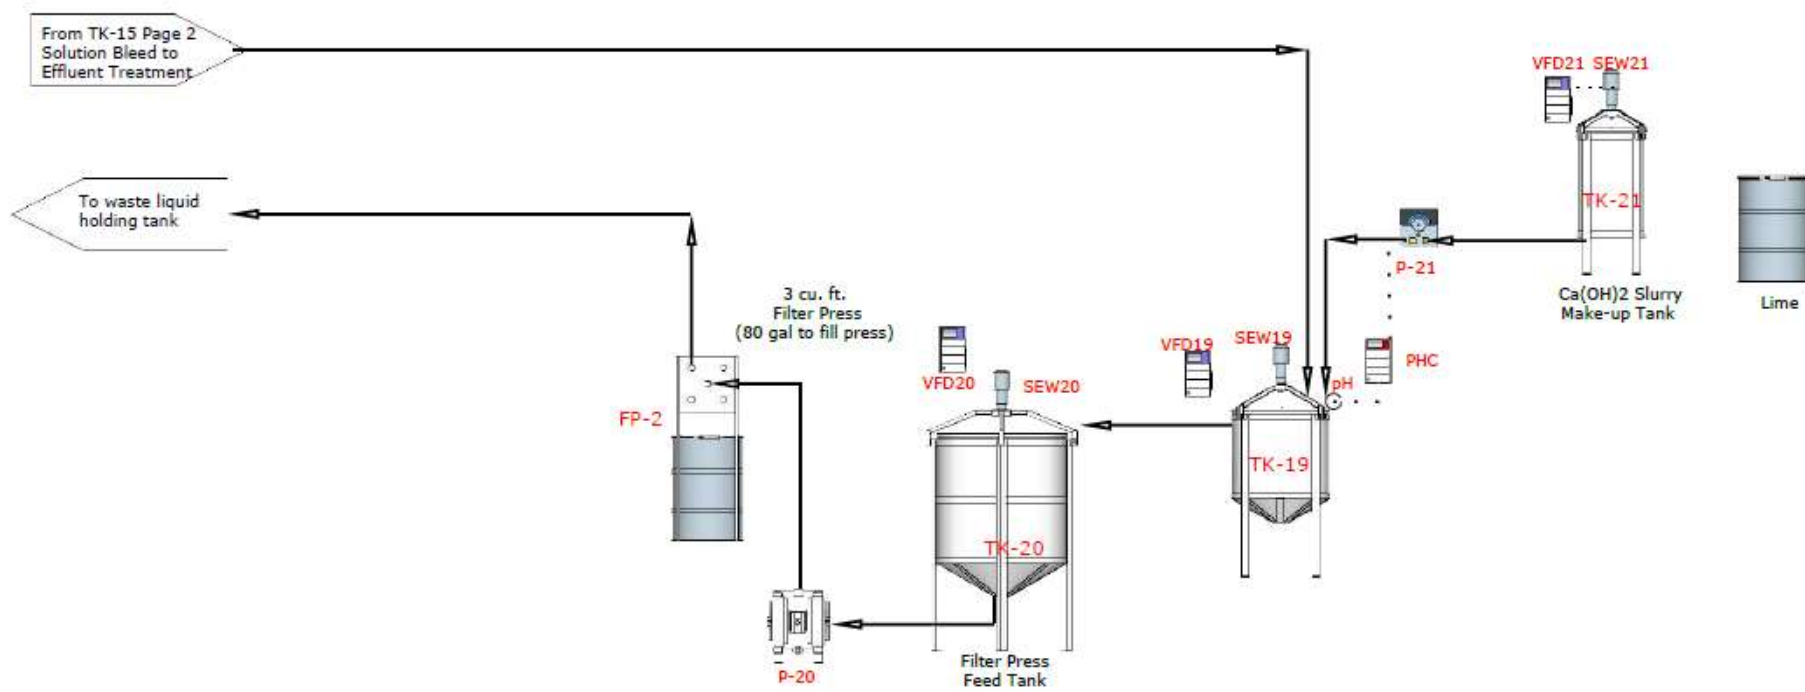 From TK-15 Page 2
Solution Bleed to
Effluent Treatment
VFD21
SEW21
To waste liquid
holding tank
TK-21
P-21
Ca(OH)2 Slurry
Make-up Tank
Lime
3 cu. ft.
Filter Press
(80 gal to fill press)
VFD20
SEW20
VFD19
SEW19
PHC
pH
FP-2
TK-19
TK-20
P-20
Filter Press
Feed Tank